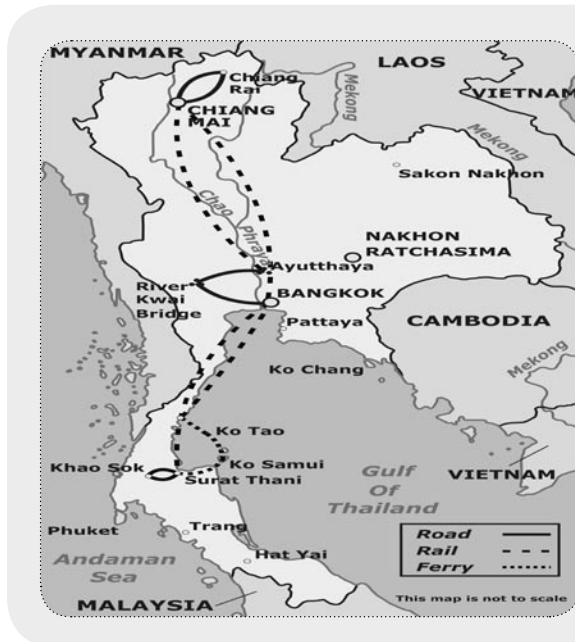 MYANMAR
LAOS
Chiang
Rai
Mekong
VIETNAM
CHIANG
MAI
Mekong
Sakon Nakhon
Chao
Phraya
NAKHON
RATCHASIMA
Ayutthaya
River
Kwai
Bridge
BANGKOK
Pattaya
CAMBODIA
Mekong
Ko Chang
Ko Tao
Khao Sok
Ko Samui
Surat Thani
VIETNAM
Gulf
Of
Thailand
Phuket
Trang
Hat Yai
Andaman
Sea
Road
Rail
Ferry
MALAYSIA
This map is not to scale